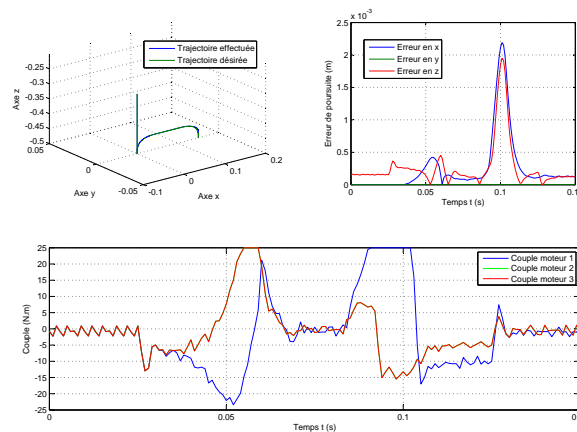 Trajectoire effectuée
Trajectoire désirée
-0.25
-0.3
-0.35
-0.4
-0.45
-0.5
0.05
0
-0.05
-0.1
0
0.1
0.2
Axe z
Axe y
Axe x
x 10⁻³
2.5
2
1.5
1
0.5
0
0
0.05
0.1
0.1
Erreur de poursuite (m)
Temps t (s)
Erreur en x
Erreur en y
Erreur en z
25
20
15
10
5
0
-5
-10
-15
-20
-25
0
0.05
0.1
0.
Couple (N.m)
Temps t (s)
Couple moteur 1
Couple moteur 2
Couple moteur 3